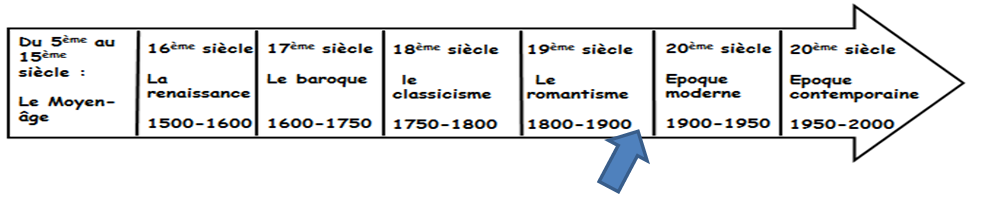 Du 5ème au
15ème
siècle :
Le Moyen-
âge
16ème siècle
La
renaissance
1500-1600
17ème siècle
Le baroque
1600-1750
18ème siècle
le
classicisme
1750-1800
19ème siècle
Le
romantisme
1800-1900
20ème siècle
Epoque
moderne
1900-1950
20ème siècle
Epoque
contemporaine
1950-2000